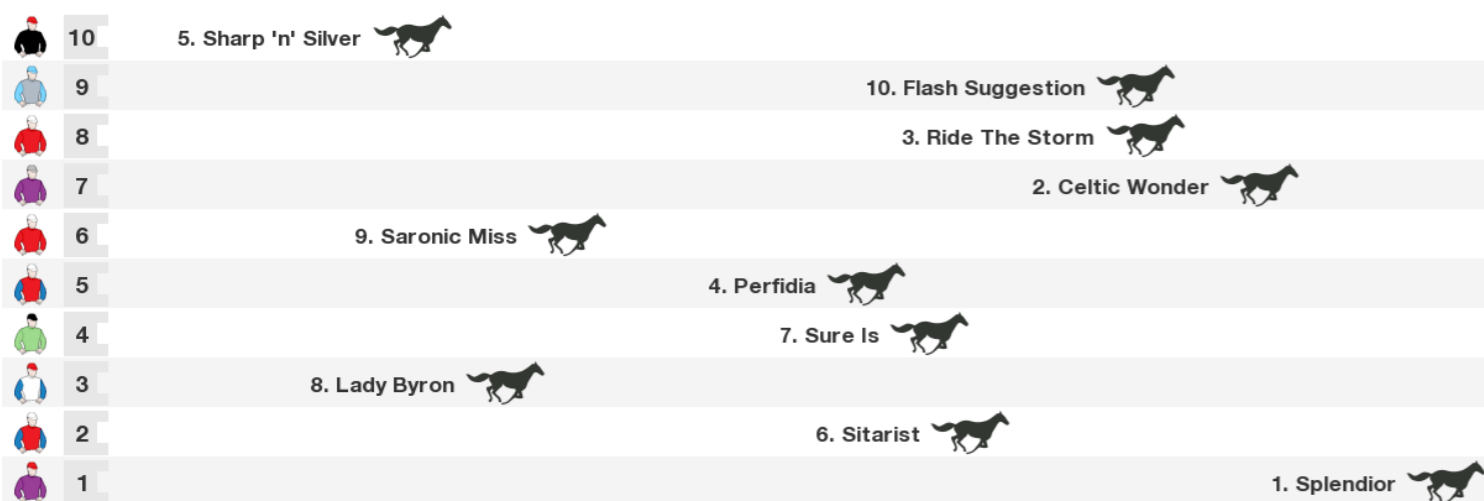 10 5. Sharp 'n' Silver
9 10. Flash Suggestion
8 3. Ride The Storm
7 2. Celtic Wonder
6 9. Saronic Miss
5 4. Perfidia
4 7. Sure Is
3 8. Lady Byron
2 6. Sitarist
1 1. Splendior